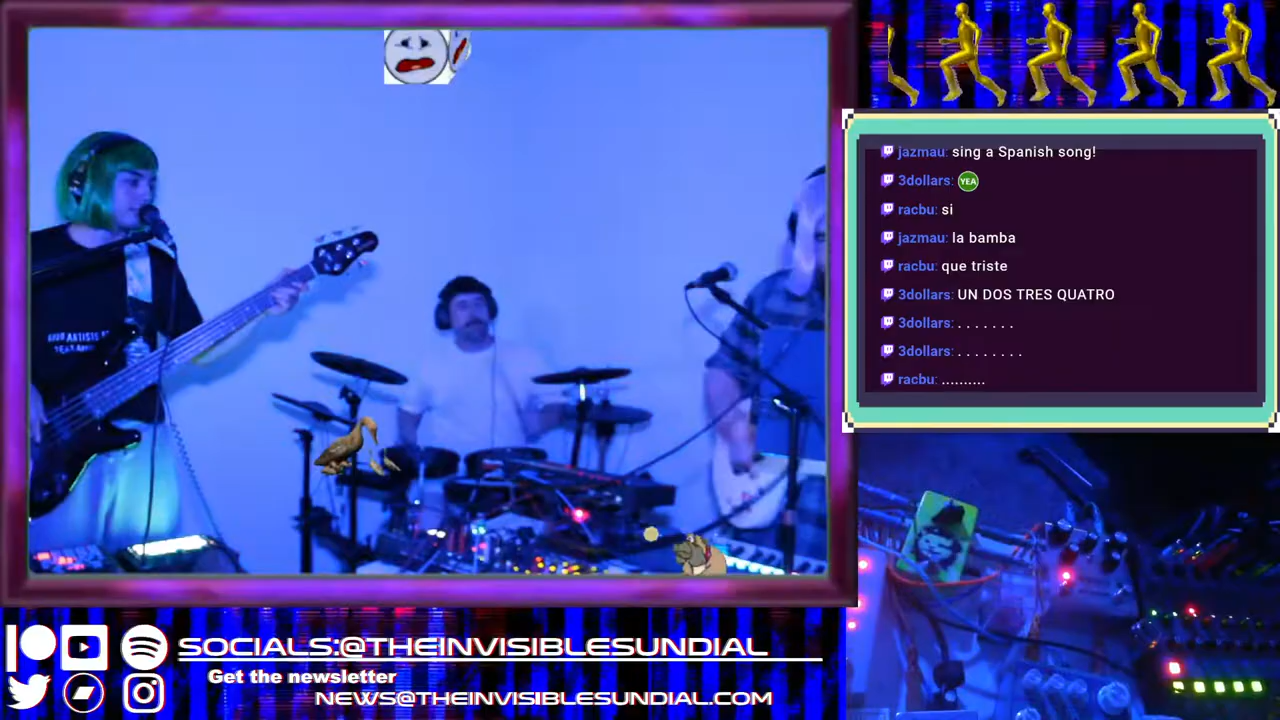 jazmau: sing a Spanish song!
3dollars: YEA
racbu: si
jazmau: la bamba
racbu: que triste
3dollars: UN DOS TRES QUATRO
3dollars: . . . . . . .
3dollars: . . . . . . . .
racbu: ..........
SOCIALS:@THEINVISIBLESUNDIAL
Get the newsletter
NEWS@THEINVISIBLESUNDIAL.COM